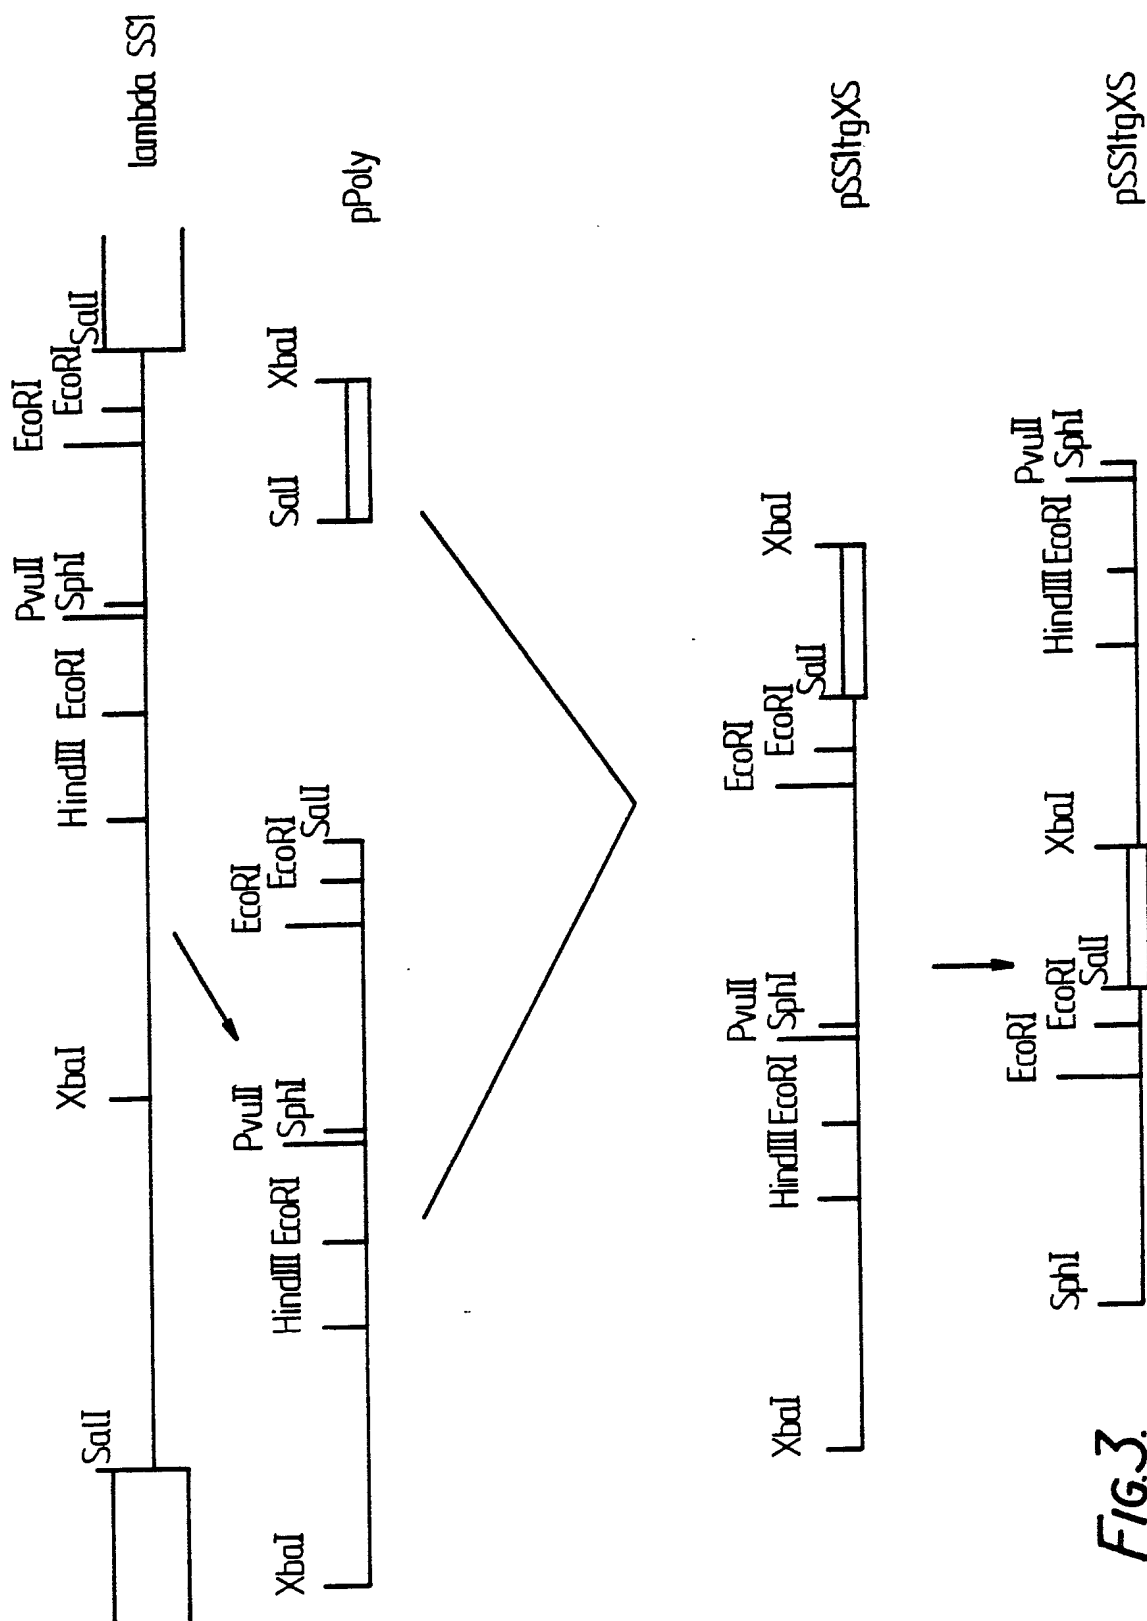 lambda SS1
SalI
XbaI
HindIII
EcoRI
PvuII
SphI
EcoRI
EcoRI
SalI
pPoly
XbaI
HindIII
EcoRI
PvuII
SphI
EcoRI
EcoRI
SalI
SalI
XbaI
pSS1tgXS
XbaI
HindIII
EcoRI
PvuII
SphI
EcoRI
EcoRI
SalI
XbaI
pSS1tgXS
SphI
EcoRI
EcoRI
SalI
XbaI
HindIII
EcoRI
PvuII
SphI
FIG.3.